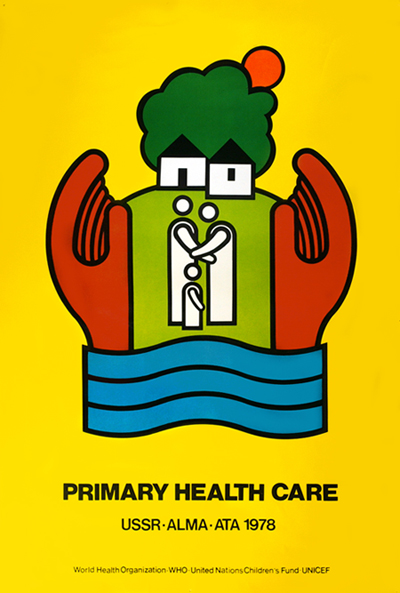 PRIMARY HEALTH CARE
USSR·ALMA·ATA 1978
World Health Organization·WHO·United Nations Children's Fund·UNICEF